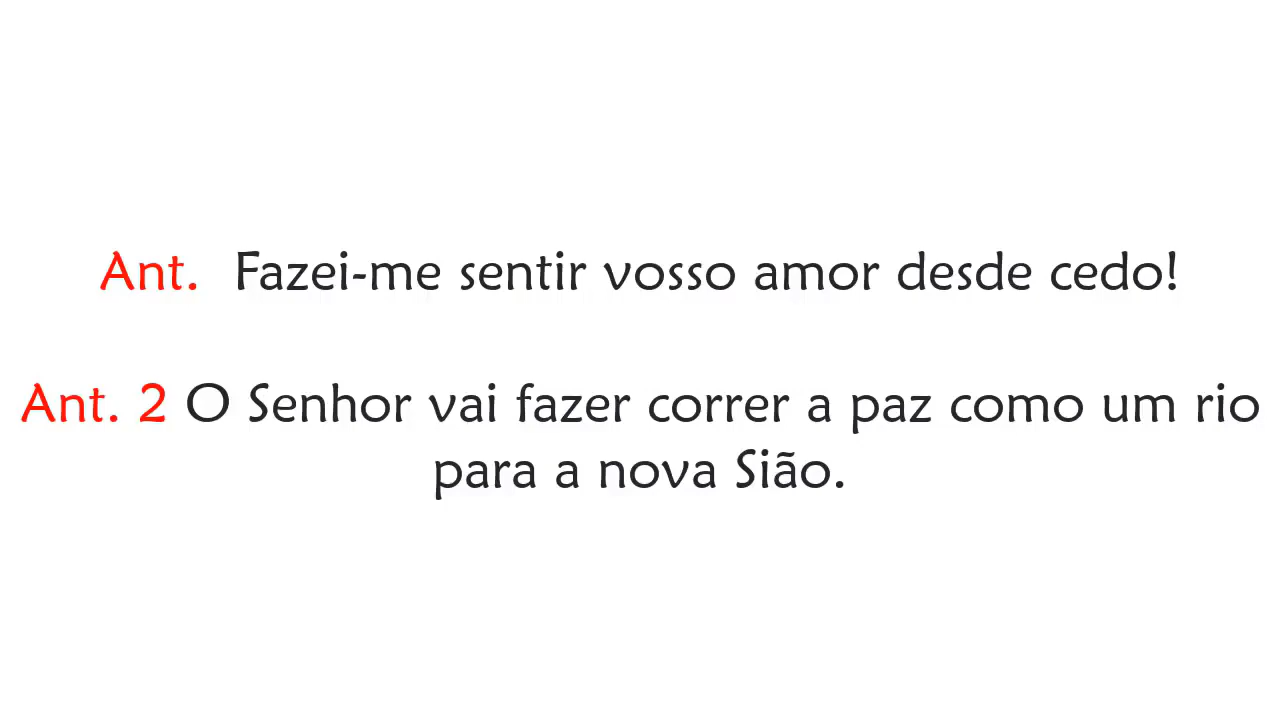 Ant. Fazei-me sentir vosso amor desde cedo!
Ant. 2 O Senhor vai fazer correr a paz como um rio
para a nova Sião.